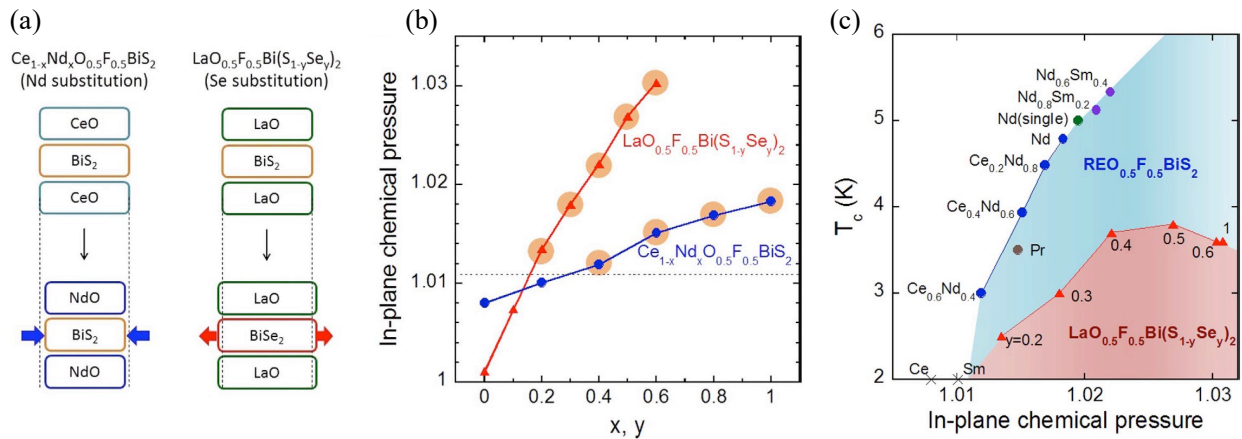 (a)
Ce₁₋ₓNdₓO₀.₅F₀.₅BiS₂
(Nd substitution)
LaO₀.₅F₀.₅Bi(S₁₋ᵧSeᵧ)₂
(Se substitution)
CeO
BiS₂
CeO
LaO
BiS₂
LaO
NdO
BiS₂
NdO
LaO
BiSe₂
LaO
(b)
In-plane chemical pressure
1.03
1.02
1.01
1
LaO₀.₅F₀.₅Bi(S₁₋ᵧSeᵧ)₂
Ce₁₋ₓNdₓO₀.₅F₀.₅BiS₂
0 0.2 0.4 0.6 0.8 1
x, y
(c)
T_c (K)
6
5
4
3
2
Nd₀.₆Sm₀.₄
Nd₀.₈Sm₀.₂
Nd(single)
Nd
Ce₀.₂Nd₀.₈
REO₀.₅F₀.₅BiS₂
Ce₀.₄Nd₀.₆
Pr
Ce₀.₆Nd₀.₄
0.4
0.5
0.6
1
0.3
y=0.2
LaO₀.₅F₀.₅Bi(S₁₋ᵧSeᵧ)₂
Ce
Sm
1.01 1.02 1.03
In-plane chemical pressure